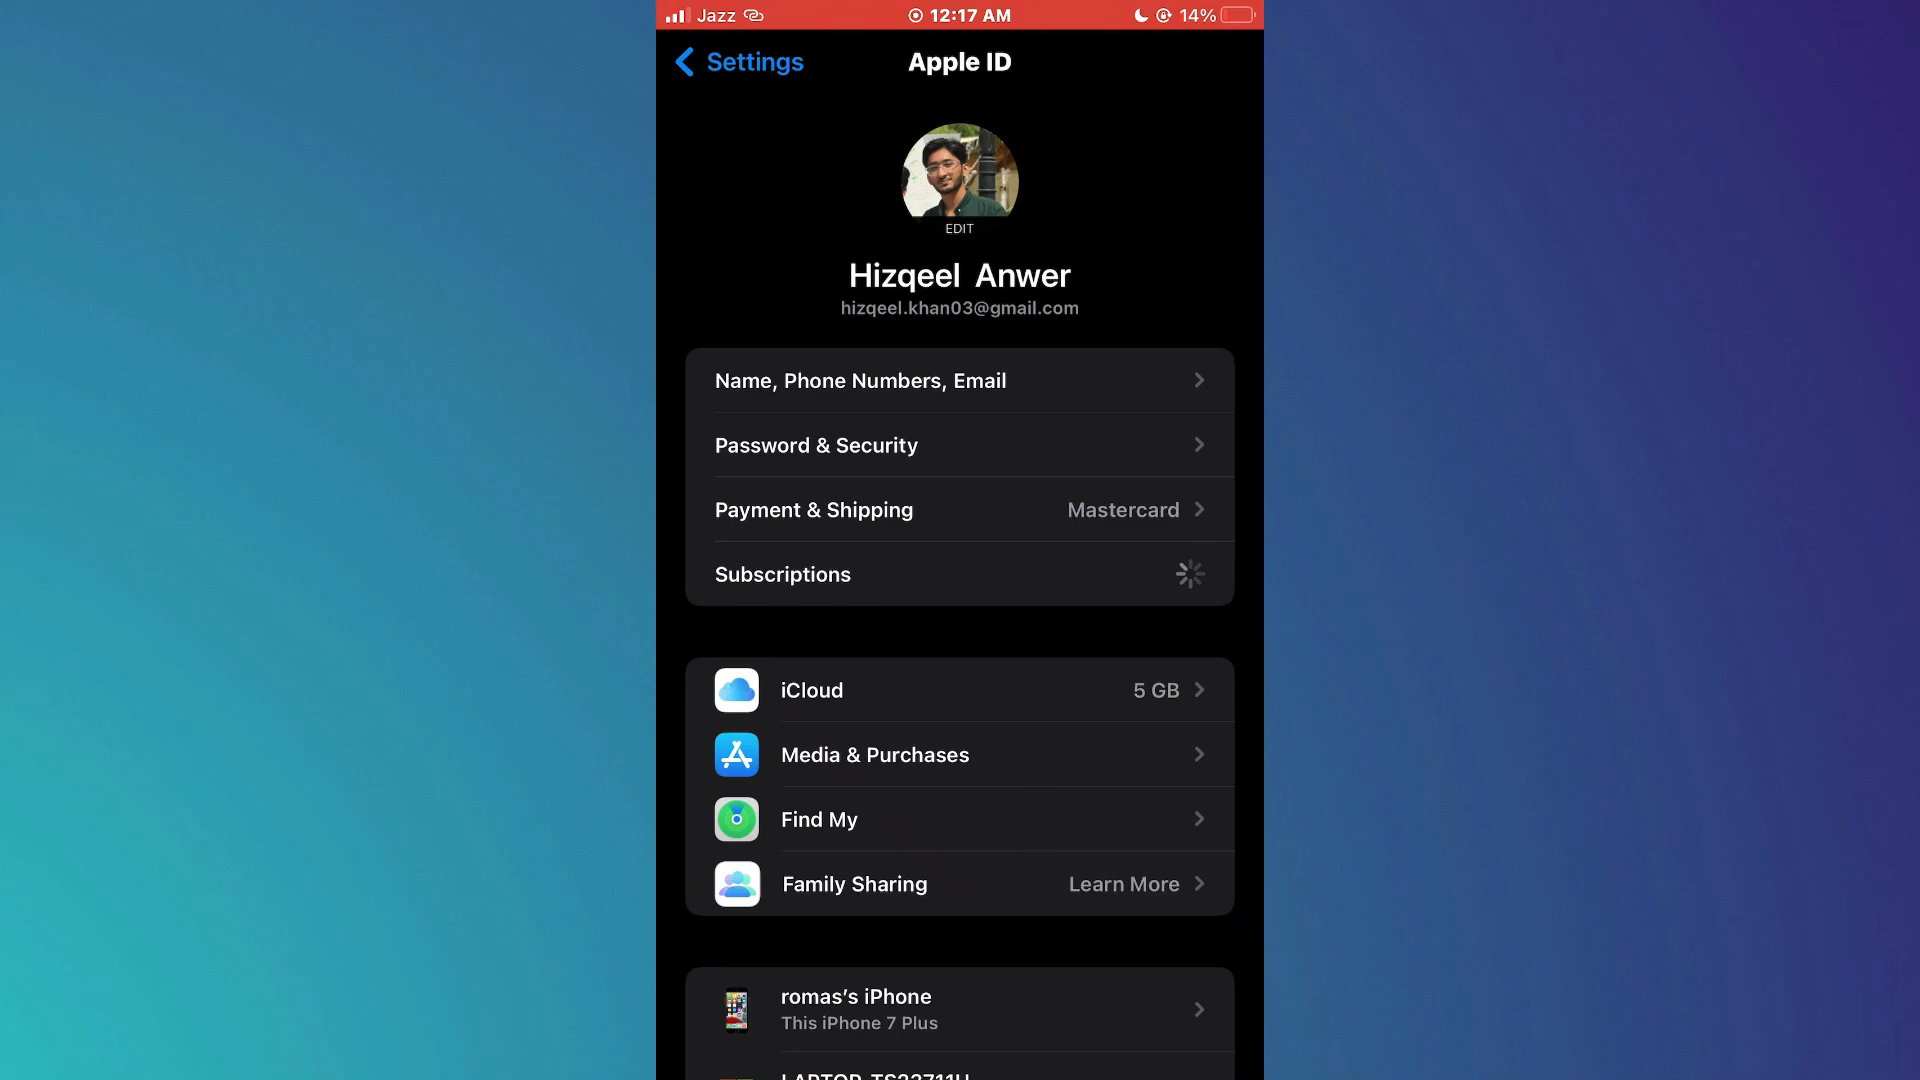 Jazz
12:17 AM
14%
Settings
Apple ID
EDIT
Hizqeel Anwer
hizqeel.khan03@gmail.com
Name, Phone Numbers, Email
Password & Security
Payment & Shipping Mastercard
Subscriptions
iCloud 5 GB
Media & Purchases
Find My
Family Sharing Learn More
romas’s iPhone
This iPhone 7 Plus